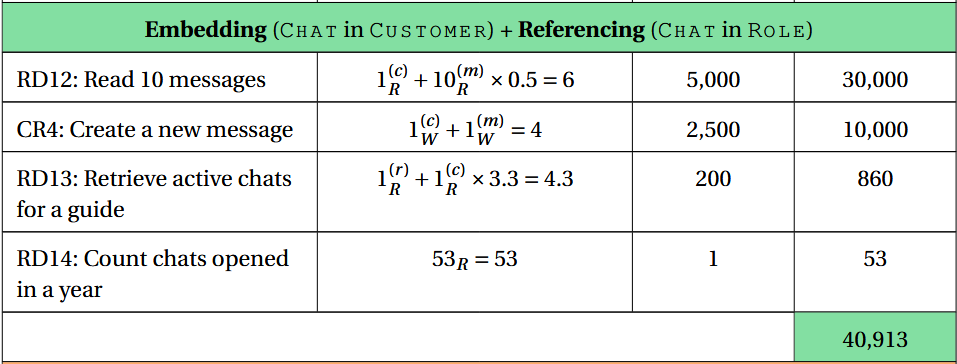 Embedding (CHAT in CUSTOMER) + Referencing (CHAT in ROLE)
RD12: Read 10 messages 1_R^(c) + 10_R^(m) × 0.5 = 6 5,000 30,000
CR4: Create a new message 1_W^(c) + 1_W^(m) = 4 2,500 10,000
RD13: Retrieve active chats 1_R^(r) + 1_R^(c) × 3.3 = 4.3 200 860
for a guide
RD14: Count chats opened 53_R = 53 1 53
in a year
40,913